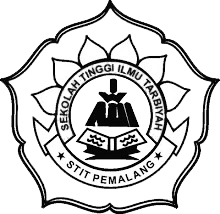 SEKOLAH TINGGI ILMU TARBIYAH
STIT PEMALANG